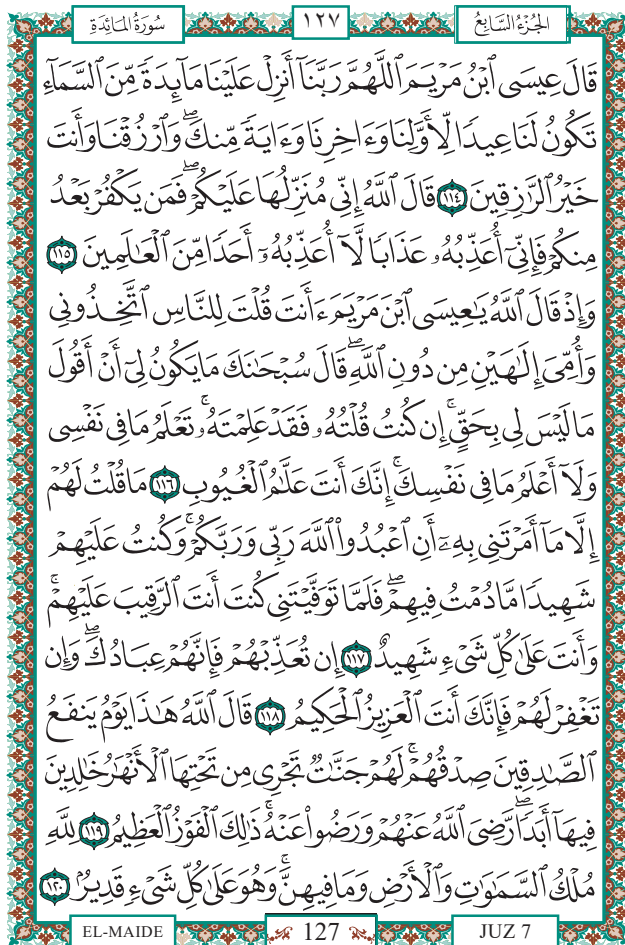 سُورَةُ المَائِدَةِ ١٢٧ الجُزْءُ السَّابِعُ
قَالَ عِيسَى ٱبْنُ مَرْيَمَ ٱللَّهُمَّ رَبَّنَآ أَنزِلْ عَلَيْنَا مَآئِدَةً مِّنَ ٱلسَّمَآءِ
تَكُونُ لَنَا عِيدًا لِّأَوَّلِنَا وَءَاخِرِنَا وَءَايَةً مِّنكَۖ وَٱرْزُقْنَا وَأَنتَ
خَيْرُ ٱلرَّٰزِقِينَ ١١٤ قَالَ ٱللَّهُ إِنِّى مُنَزِّلُهَا عَلَيْكُمْۖ فَمَن يَكْفُرْ بَعْدُ
مِنكُمْ فَإِنِّىٓ أُعَذِّبُهُۥ عَذَابًا لَّآ أُعَذِّبُهُۥٓ أَحَدًا مِّنَ ٱلْعَٰلَمِينَ ١١٥
وَإِذْ قَالَ ٱللَّهُ يَٰعِيسَى ٱبْنَ مَرْيَمَ ءَأَنتَ قُلْتَ لِلنَّاسِ ٱتَّخِذُونِى
وَأُمِّىَ إِلَٰهَيْنِ مِن دُونِ ٱللَّهِۖ قَالَ سُبْحَٰنَكَ مَا يَكُونُ لِىٓ أَنْ أَقُولَ
مَا لَيْسَ لِى بِحَقٍّۚ إِن كُنتُ قُلْتُهُۥ فَقَدْ عَلِمْتَهُۥۚ تَعْلَمُ مَا فِى نَفْسِى
وَلَآ أَعْلَمُ مَا فِى نَفْسِكَۚ إِنَّكَ أَنتَ عَلَّٰمُ ٱلْغُيُوبِ ١١٦ مَا قُلْتُ لَهُمْ
إِلَّا مَآ أَمَرْتَنِى بِهِۦٓ أَنِ ٱعْبُدُوا۟ ٱللَّهَ رَبِّى وَرَبَّكُمْۚ وَكُنتُ عَلَيْهِمْ
شَهِيدًا مَّا دُمْتُ فِيهِمْۖ فَلَمَّا تَوَفَّيْتَنِى كُنتَ أَنتَ ٱلرَّقِيبَ عَلَيْهِمْۚ
وَأَنتَ عَلَىٰ كُلِّ شَىْءٍ شَهِيدٌ ١١٧ إِن تُعَذِّبْهُمْ فَإِنَّهُمْ عِبَادُكَۖ وَإِن
تَغْفِرْ لَهُمْ فَإِنَّكَ أَنتَ ٱلْعَزِيزُ ٱلْحَكِيمُ ١١٨ قَالَ ٱللَّهُ هَٰذَا يَوْمُ يَنفَعُ
ٱلصَّٰدِقِينَ صِدْقُهُمْۚ لَهُمْ جَنَّٰتٌ تَجْرِى مِن تَحْتِهَا ٱلْأَنْهَٰرُ خَٰلِدِينَ
فِيهَآ أَبَدًاۖ رَّضِىَ ٱللَّهُ عَنْهُمْ وَرَضُوا۟ عَنْهُۚ ذَٰلِكَ ٱلْفَوْزُ ٱلْعَظِيمُ ١١٩ لِلَّهِ
مُلْكُ ٱلسَّمَٰوَٰتِ وَٱلْأَرْضِ وَمَا فِيهِنَّۚ وَهُوَ عَلَىٰ كُلِّ شَىْءٍ قَدِيرٌۢ ١٢٠
EL-MAIDE 127 JUZ 7